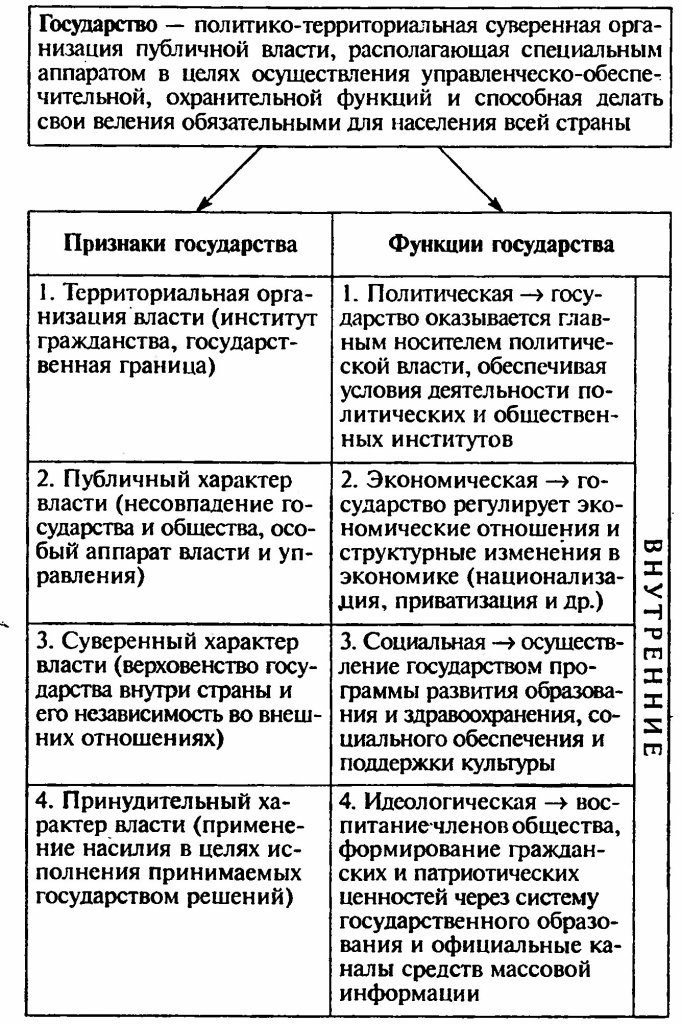 Государство — политико-территориальная суверенная орга-
низация публичной власти, располагающая специальным
аппаратом в целях осуществления управленческо-обеспе-
чительной, охранительной функций и способная делать
свои веления обязательными для населения всей страны
Признаки государства
Функции государства
1. Территориальная орга-
низация власти (институт
гражданства, государст-
венная граница)
1. Политическая → госу-
дарство оказывается глав-
ным носителем политиче-
ской власти, обеспечивая
условия деятельности по-
литических и обществен-
ных институтов
2. Публичный характер
власти (несовпадение го-
сударства и общества, осо-
бый аппарат власти и уп-
равления)
2. Экономическая → го-
сударство регулирует эко-
номические отношения и
структурные изменения в
экономике (национализа-
ция, приватизация и др.)
3. Суверенный характер
власти (верховенство госу-
дарства внутри страны и
его независимость во внеш-
них отношениях)
3. Социальная → осуществ-
ление государством про-
граммы развития образова-
ния и здравоохранения, со-
циального обеспечения и
поддержки культуры
4. Принудительный ха-
рактер власти (примене-
ние насилия в целях ис-
полнения принимаемых
государством решений)
4. Идеологическая → вос-
питание членов общества,
формирование граждан-
ских и патриотических
ценностей через систему
государственного образо-
вания и официальные ка-
налы средств массовой
информации
ВНУТРЕННИЕ